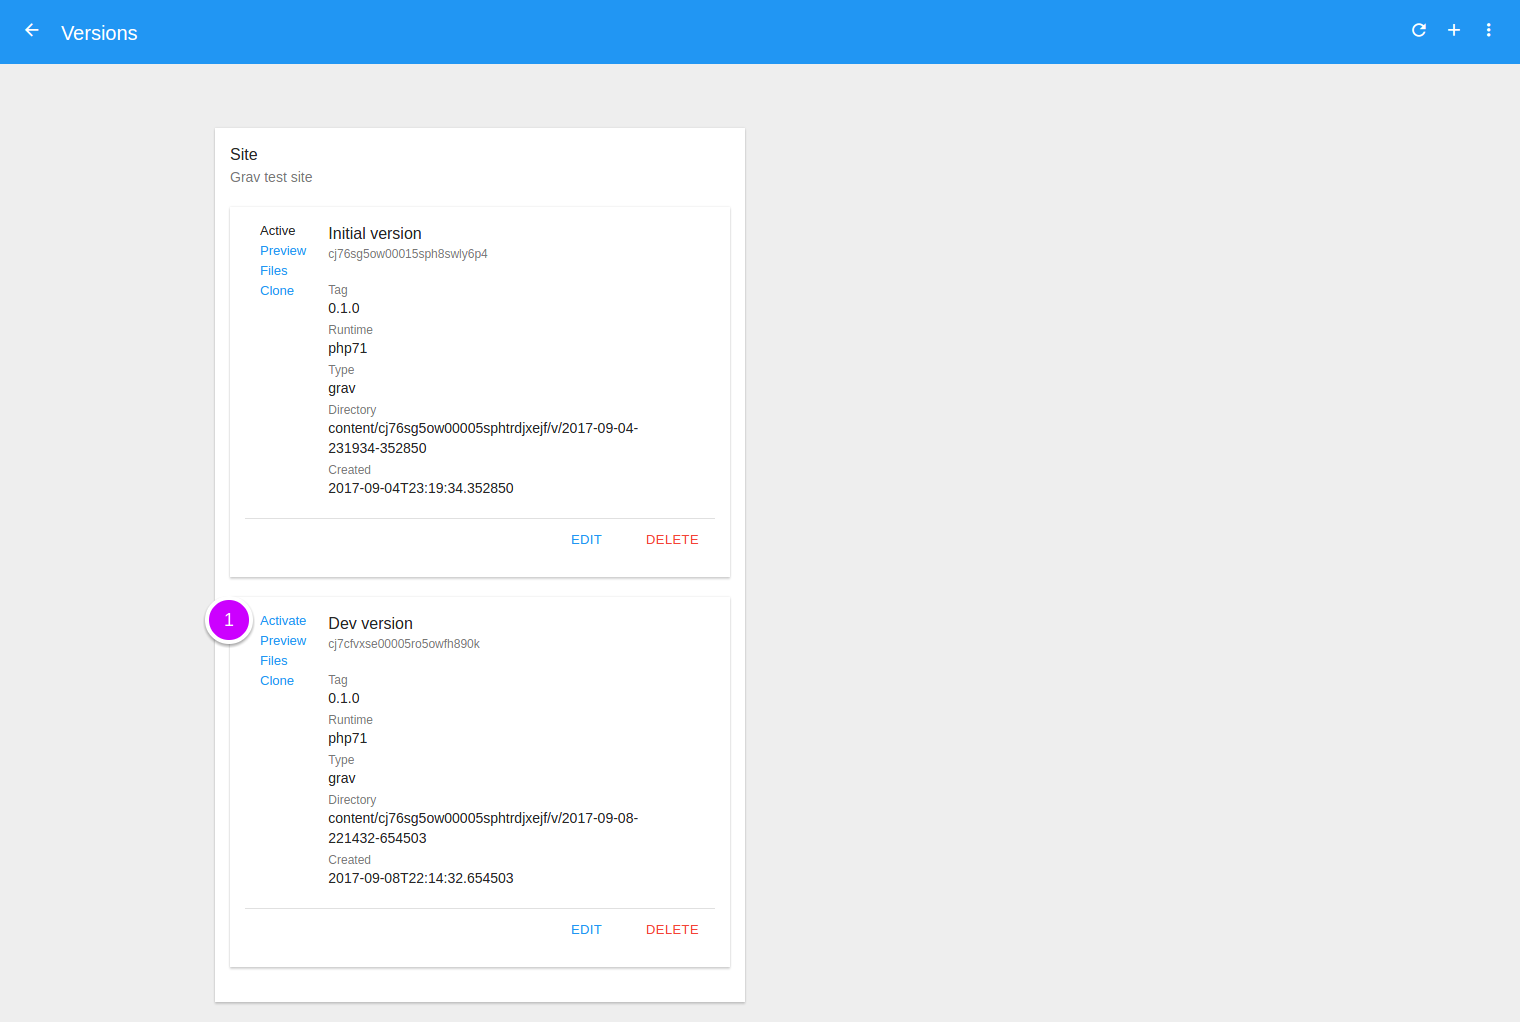 Versions
Site
Grav test site
Active
Preview
Files
Clone
Initial version
cj76sg5ow00015sph8swly6p4
Tag
0.1.0
Runtime
php71
Type
grav
Directory
content/cj76sg5ow00005sphtrdjxejf/v/2017-09-04-
231934-352850
Created
2017-09-04T23:19:34.352850
EDIT DELETE
1
Activate
Preview
Files
Clone
Dev version
cj7cfvxse00005ro5owfh890k
Tag
0.1.0
Runtime
php71
Type
grav
Directory
content/cj76sg5ow00005sphtrdjxejf/v/2017-09-08-
221432-654503
Created
2017-09-08T22:14:32.654503
EDIT DELETE